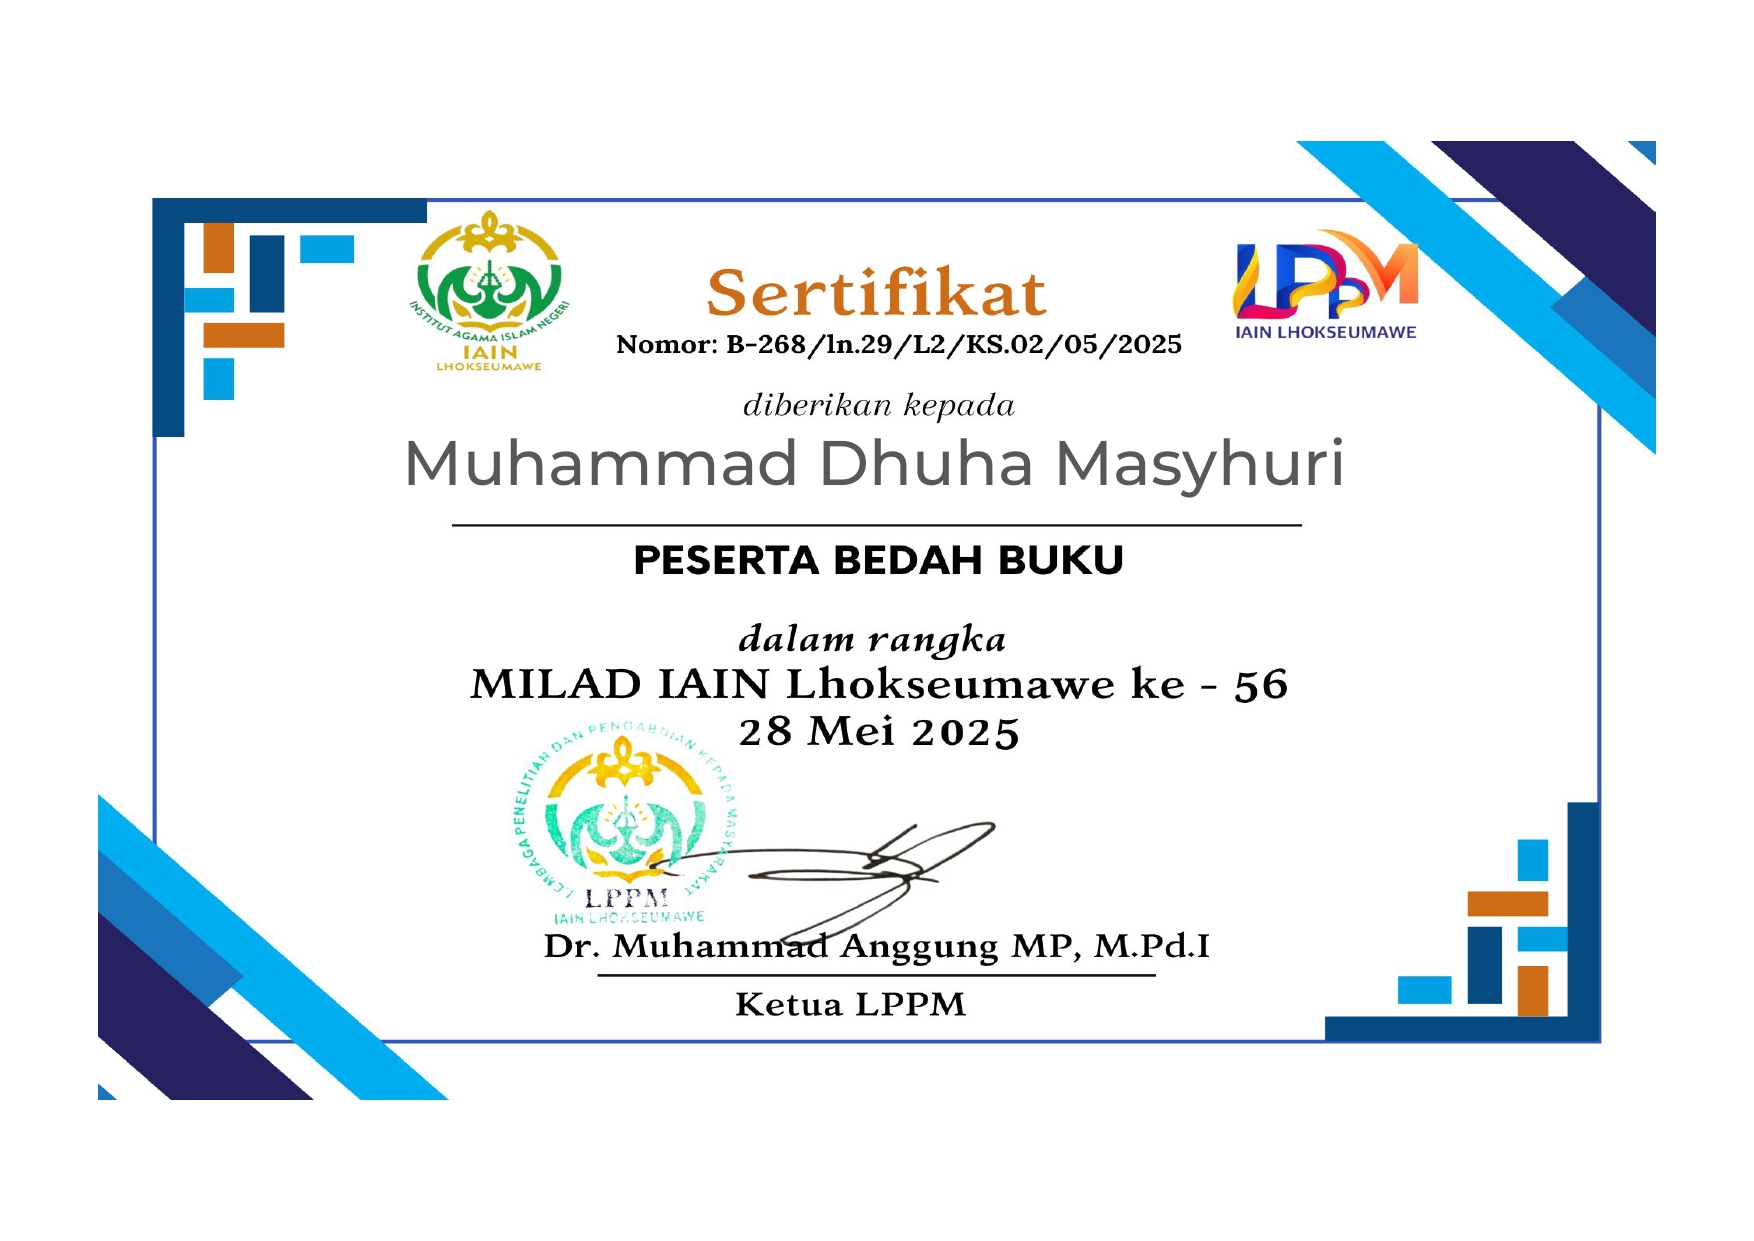 INSTITUT AGAMA ISLAM NEGERI
IAIN
LHOKSEUMAWE
LPPM
IAIN LHOKSEUMAWE
Sertifikat
Nomor: B-268/ln.29/L2/KS.02/05/2025
diberikan kepada
Muhammad Dhuha Masyhuri
PESERTA BEDAH BUKU
dalam rangka
MILAD IAIN Lhokseumawe ke - 56
28 Mei 2025
LEMBAGA PENELITIAN DAN PENGABDIAN KEPADA MASYARAKAT
LPPM
IAIN LHOKSEUMAWE
Dr. Muhammad Anggung MP, M.Pd.I
Ketua LPPM